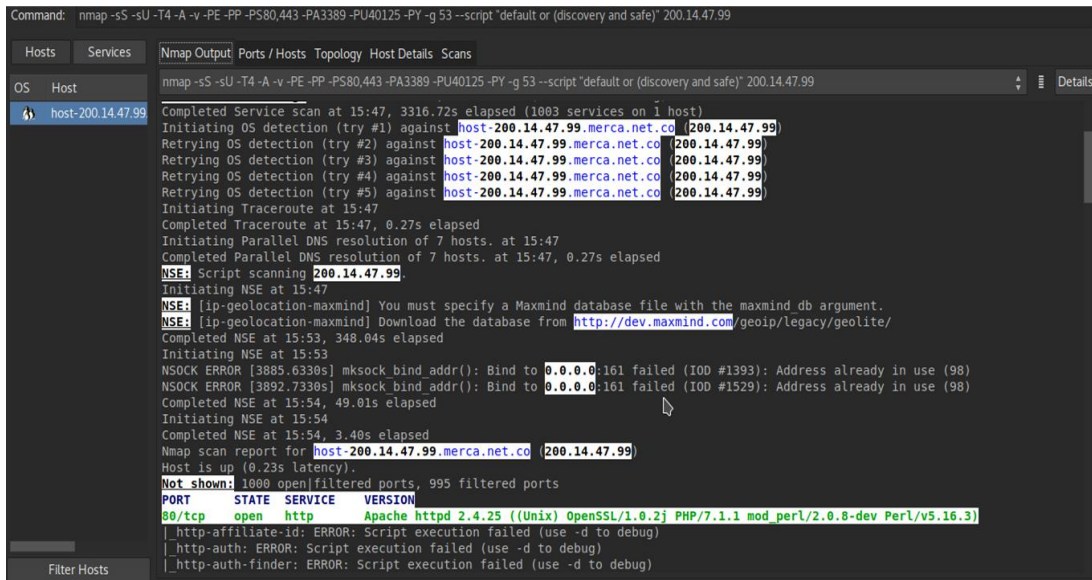 Command: nmap -sS -sU -T4 -A -v -PE -PP -PS80,443 -PA3389 -PU40125 -PY -g 53 --script "default or (discovery and safe)" 200.14.47.99
Hosts Services Nmap Output Ports / Hosts Topology Host Details Scans
OS Host nmap -sS -sU -T4 -A -v -PE -PP -PS80,443 -PA3389 -PU40125 -PY -g 53 --script "default or (discovery and safe)" 200.14.47.99 Details
host-200.14.47.99
Completed Service scan at 15:47, 3316.72s elapsed (1003 services on 1 host)
Initiating OS detection (try #1) against host-200.14.47.99.merca.net.co (200.14.47.99)
Retrying OS detection (try #2) against host-200.14.47.99.merca.net.co (200.14.47.99)
Retrying OS detection (try #3) against host-200.14.47.99.merca.net.co (200.14.47.99)
Retrying OS detection (try #4) against host-200.14.47.99.merca.net.co (200.14.47.99)
Retrying OS detection (try #5) against host-200.14.47.99.merca.net.co (200.14.47.99)
Initiating Traceroute at 15:47
Completed Traceroute at 15:47, 0.27s elapsed
Initiating Parallel DNS resolution of 7 hosts. at 15:47
Completed Parallel DNS resolution of 7 hosts. at 15:47, 0.27s elapsed
NSE: Script scanning 200.14.47.99.
Initiating NSE at 15:47
NSE: [ip-geolocation-maxmind] You must specify a Maxmind database file with the maxmind_db argument.
NSE: [ip-geolocation-maxmind] Download the database from http://dev.maxmind.com/geoip/legacy/geolite/
Completed NSE at 15:53, 348.04s elapsed
Initiating NSE at 15:53
NSOCK ERROR [3885.6330s] mksock_bind_addr(): Bind to 0.0.0.0:161 failed (IOD #1393): Address already in use (98)
NSOCK ERROR [3892.7330s] mksock_bind_addr(): Bind to 0.0.0.0:161 failed (IOD #1529): Address already in use (98)
Completed NSE at 15:54, 49.01s elapsed
Initiating NSE at 15:54
Completed NSE at 15:54, 3.40s elapsed
Nmap scan report for host-200.14.47.99.merca.net.co (200.14.47.99)
Host is up (0.23s latency).
Not shown: 1000 open|filtered ports, 995 filtered ports
PORT STATE SERVICE VERSION
80/tcp open http Apache httpd 2.4.25 ((Unix) OpenSSL/1.0.2j PHP/7.1.1 mod_perl/2.0.8-dev Perl/v5.16.3)
|_http-affiliate-id: ERROR: Script execution failed (use -d to debug)
|_http-auth: ERROR: Script execution failed (use -d to debug)
|_http-auth-finder: ERROR: Script execution failed (use -d to debug)
Filter Hosts